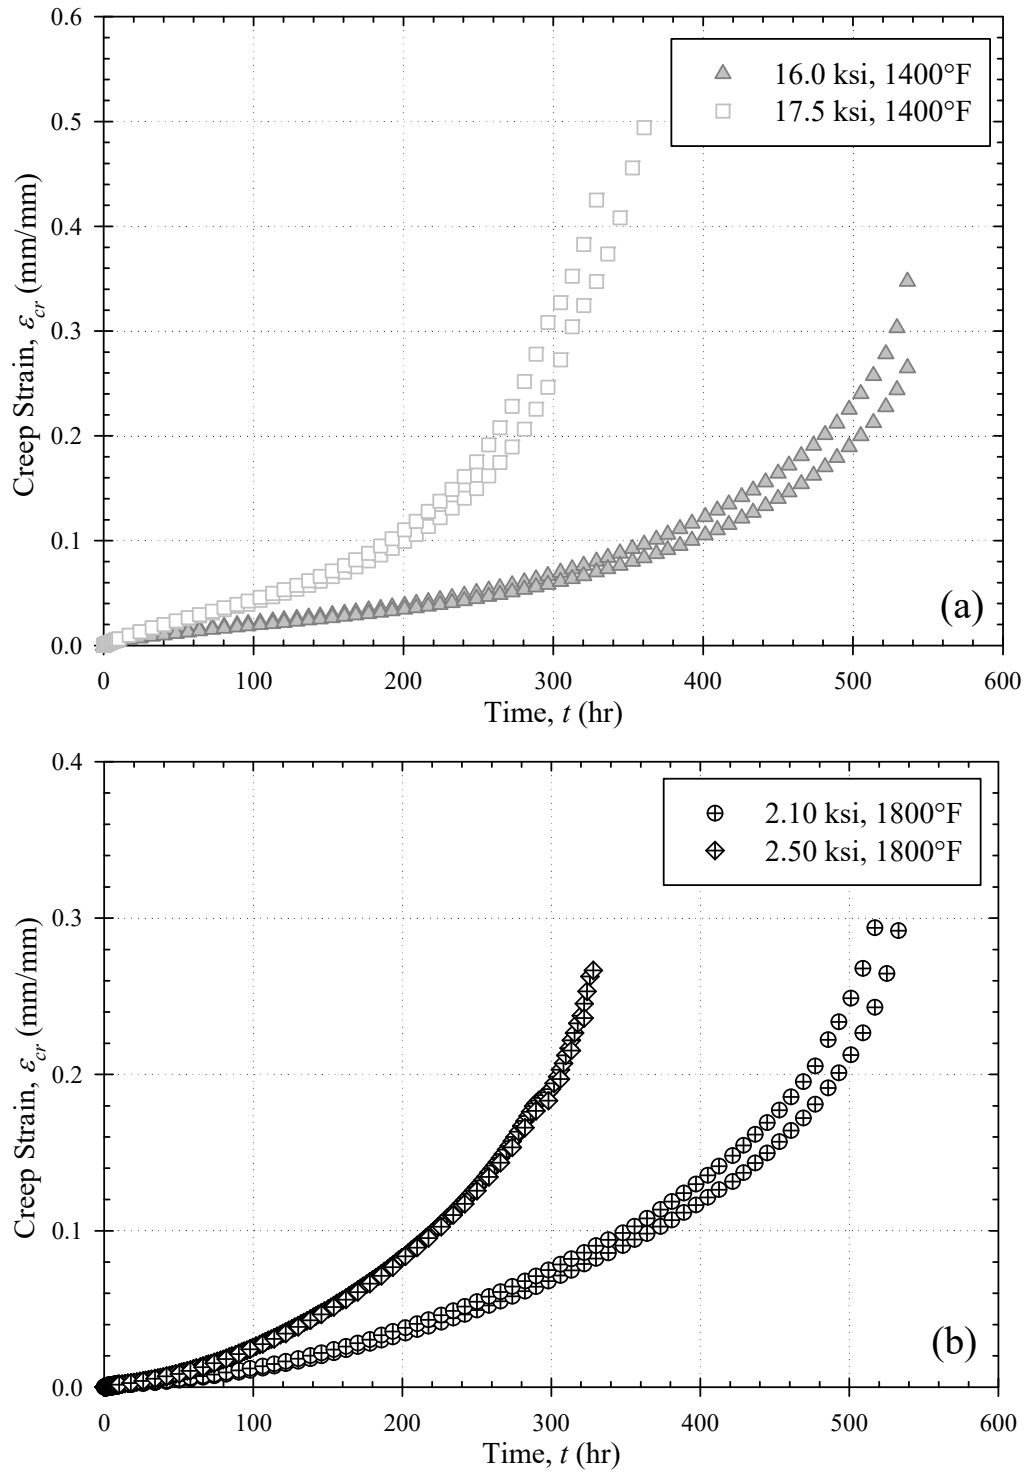 0.6
0.5
0.4
0.3
0.2
0.1
0.0
Creep Strain, εcr (mm/mm)
16.0 ksi, 1400°F
17.5 ksi, 1400°F
(a)
0 100 200 300 400 500 600
Time, t (hr)
0.4
0.3
0.2
0.1
0.0
Creep Strain, εcr (mm/mm)
2.10 ksi, 1800°F
2.50 ksi, 1800°F
(b)
0 100 200 300 400 500 600
Time, t (hr)